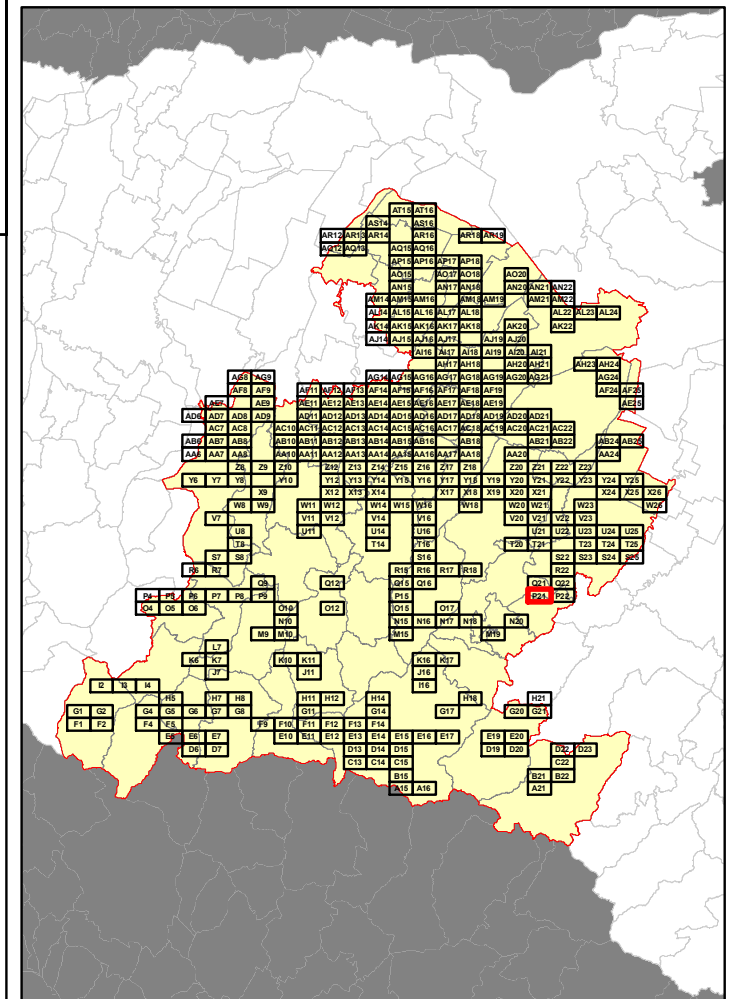 AT15 AT16
AS14 AS16
AR12 AR13 AR14 AR16 AR18 AR19
AQ12 AQ13 AQ15 AQ16
AP15 AP16 AP17 AP18
AO15 AO17 AO18 AO20
AN15 AN17 AN18 AN20 AN21 AN22
AM14 AM15 AM16 AM18 AM19 AM21 AM22
AL14 AL15 AL16 AL17 AL18 AL22 AL23 AL24
AK14 AK15 AK16 AK17 AK18 AK20 AK22
AJ14 AJ15 AJ16 AJ17 AJ19 AJ20
AI16 AI17 AI18 AI19 AI20 AI21
AH17 AH18 AH20 AH21 AH23 AH24
AG8 AG9 AG14 AG15 AG16 AG17 AG18 AG19 AG20 AG21 AG24
AF8 AF9 AF11 AF12 AF13 AF14 AF15 AF16 AF17 AF18 AF19 AF24 AF25
AE7 AE9 AE11 AE12 AE13 AE14 AE15 AE16 AE17 AE18 AE19 AE25
AD6 AD7 AD8 AD9 AD11 AD12 AD13 AD14 AD15 AD16 AD17 AD18 AD19 AD20 AD21
AC7 AC8 AC10 AC11 AC12 AC13 AC14 AC15 AC16 AC17 AC18 AC19 AC20 AC21 AC22
AB6 AB7 AB8 AB10 AB11 AB12 AB13 AB14 AB15 AB16 AB18 AB21 AB22 AB24 AB25
AA6 AA7 AA8 AA10 AA11 AA12 AA13 AA14 AA15 AA16 AA17 AA18 AA20 AA24
Z8 Z9 Z10 Z12 Z13 Z14 Z15 Z16 Z17 Z18 Z20 Z21 Z22 Z23
Y6 Y7 Y8 Y10 Y12 Y13 Y14 Y15 Y16 Y17 Y18 Y19 Y20 Y21 Y22 Y23 Y24 Y25
X9 X12 X13 X14 X17 X18 X19 X20 X21 X24 X25 X26
W8 W9 W11 W12 W14 W15 W16 W18 W20 W21 W23 W26
V7 V11 V12 V14 V16 V20 V21 V22 V23
U8 U11 U14 U16 U21 U22 U23 U24 U25
T8 T14 T16 T20 T21 T23 T24 T25
S7 S8 S16 S22 S23 S24 S25
R6 R7 R15 R16 R17 R18 R22
Q9 Q12 Q15 Q16 Q21 Q22
P4 P5 P6 P7 P8 P9 P15 P21 P22
O4 O5 O6 O10 O12 O15 O17
N10 N15 N16 N17 N18 N20
M9 M10 M15 M19
L7
K6 K7 K10 K11 K16 K17
J7 J11 J16
I2 I3 I4 I16
H5 H7 H8 H11 H12 H14 H18 H21
G1 G2 G4 G5 G6 G7 G8 G11 G17 G20 G21
F1 F2 F4 F5 F9 F10 F11 F12 F13 F14
E5 E6 E7 E10 E11 E12 E13 E14 E15 E16 E17 E19 E20
D6 D7 D13 D14 D15 D19 D20 D22 D23
C13 C14 C15 C22
B15 B21 B22
A15 A16 A21